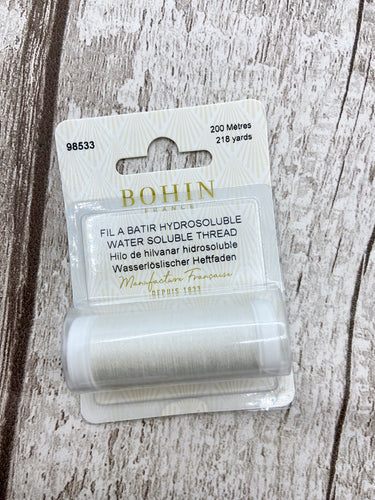 98533
200 Mètres
218 yards
BOHIN
FRANCE
FIL A BATIR HYDROSOLUBLE
WATER SOLUBLE THREAD
Hilo de hilvanar hidrosoluble
Wasserlöslischer Heftfaden
Manufacture Française
DEPUIS 1833